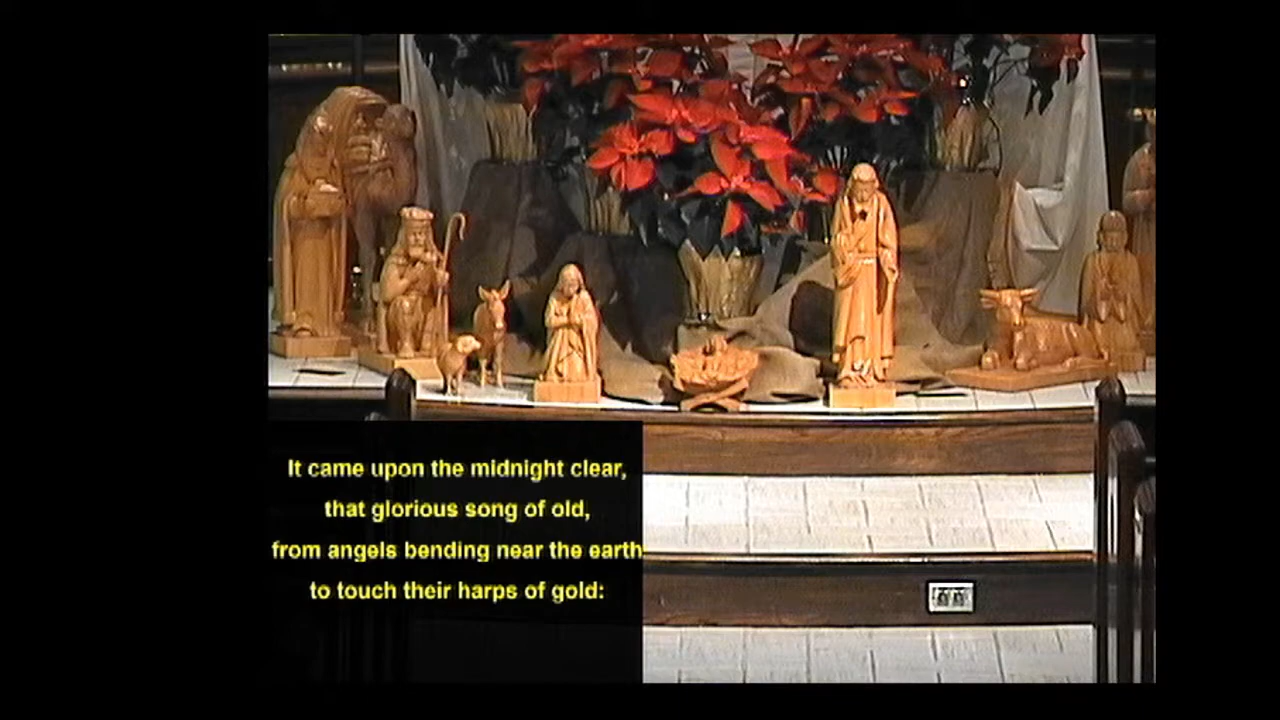 It came upon the midnight clear,
that glorious song of old,
from angels bending near the earth
to touch their harps of gold: